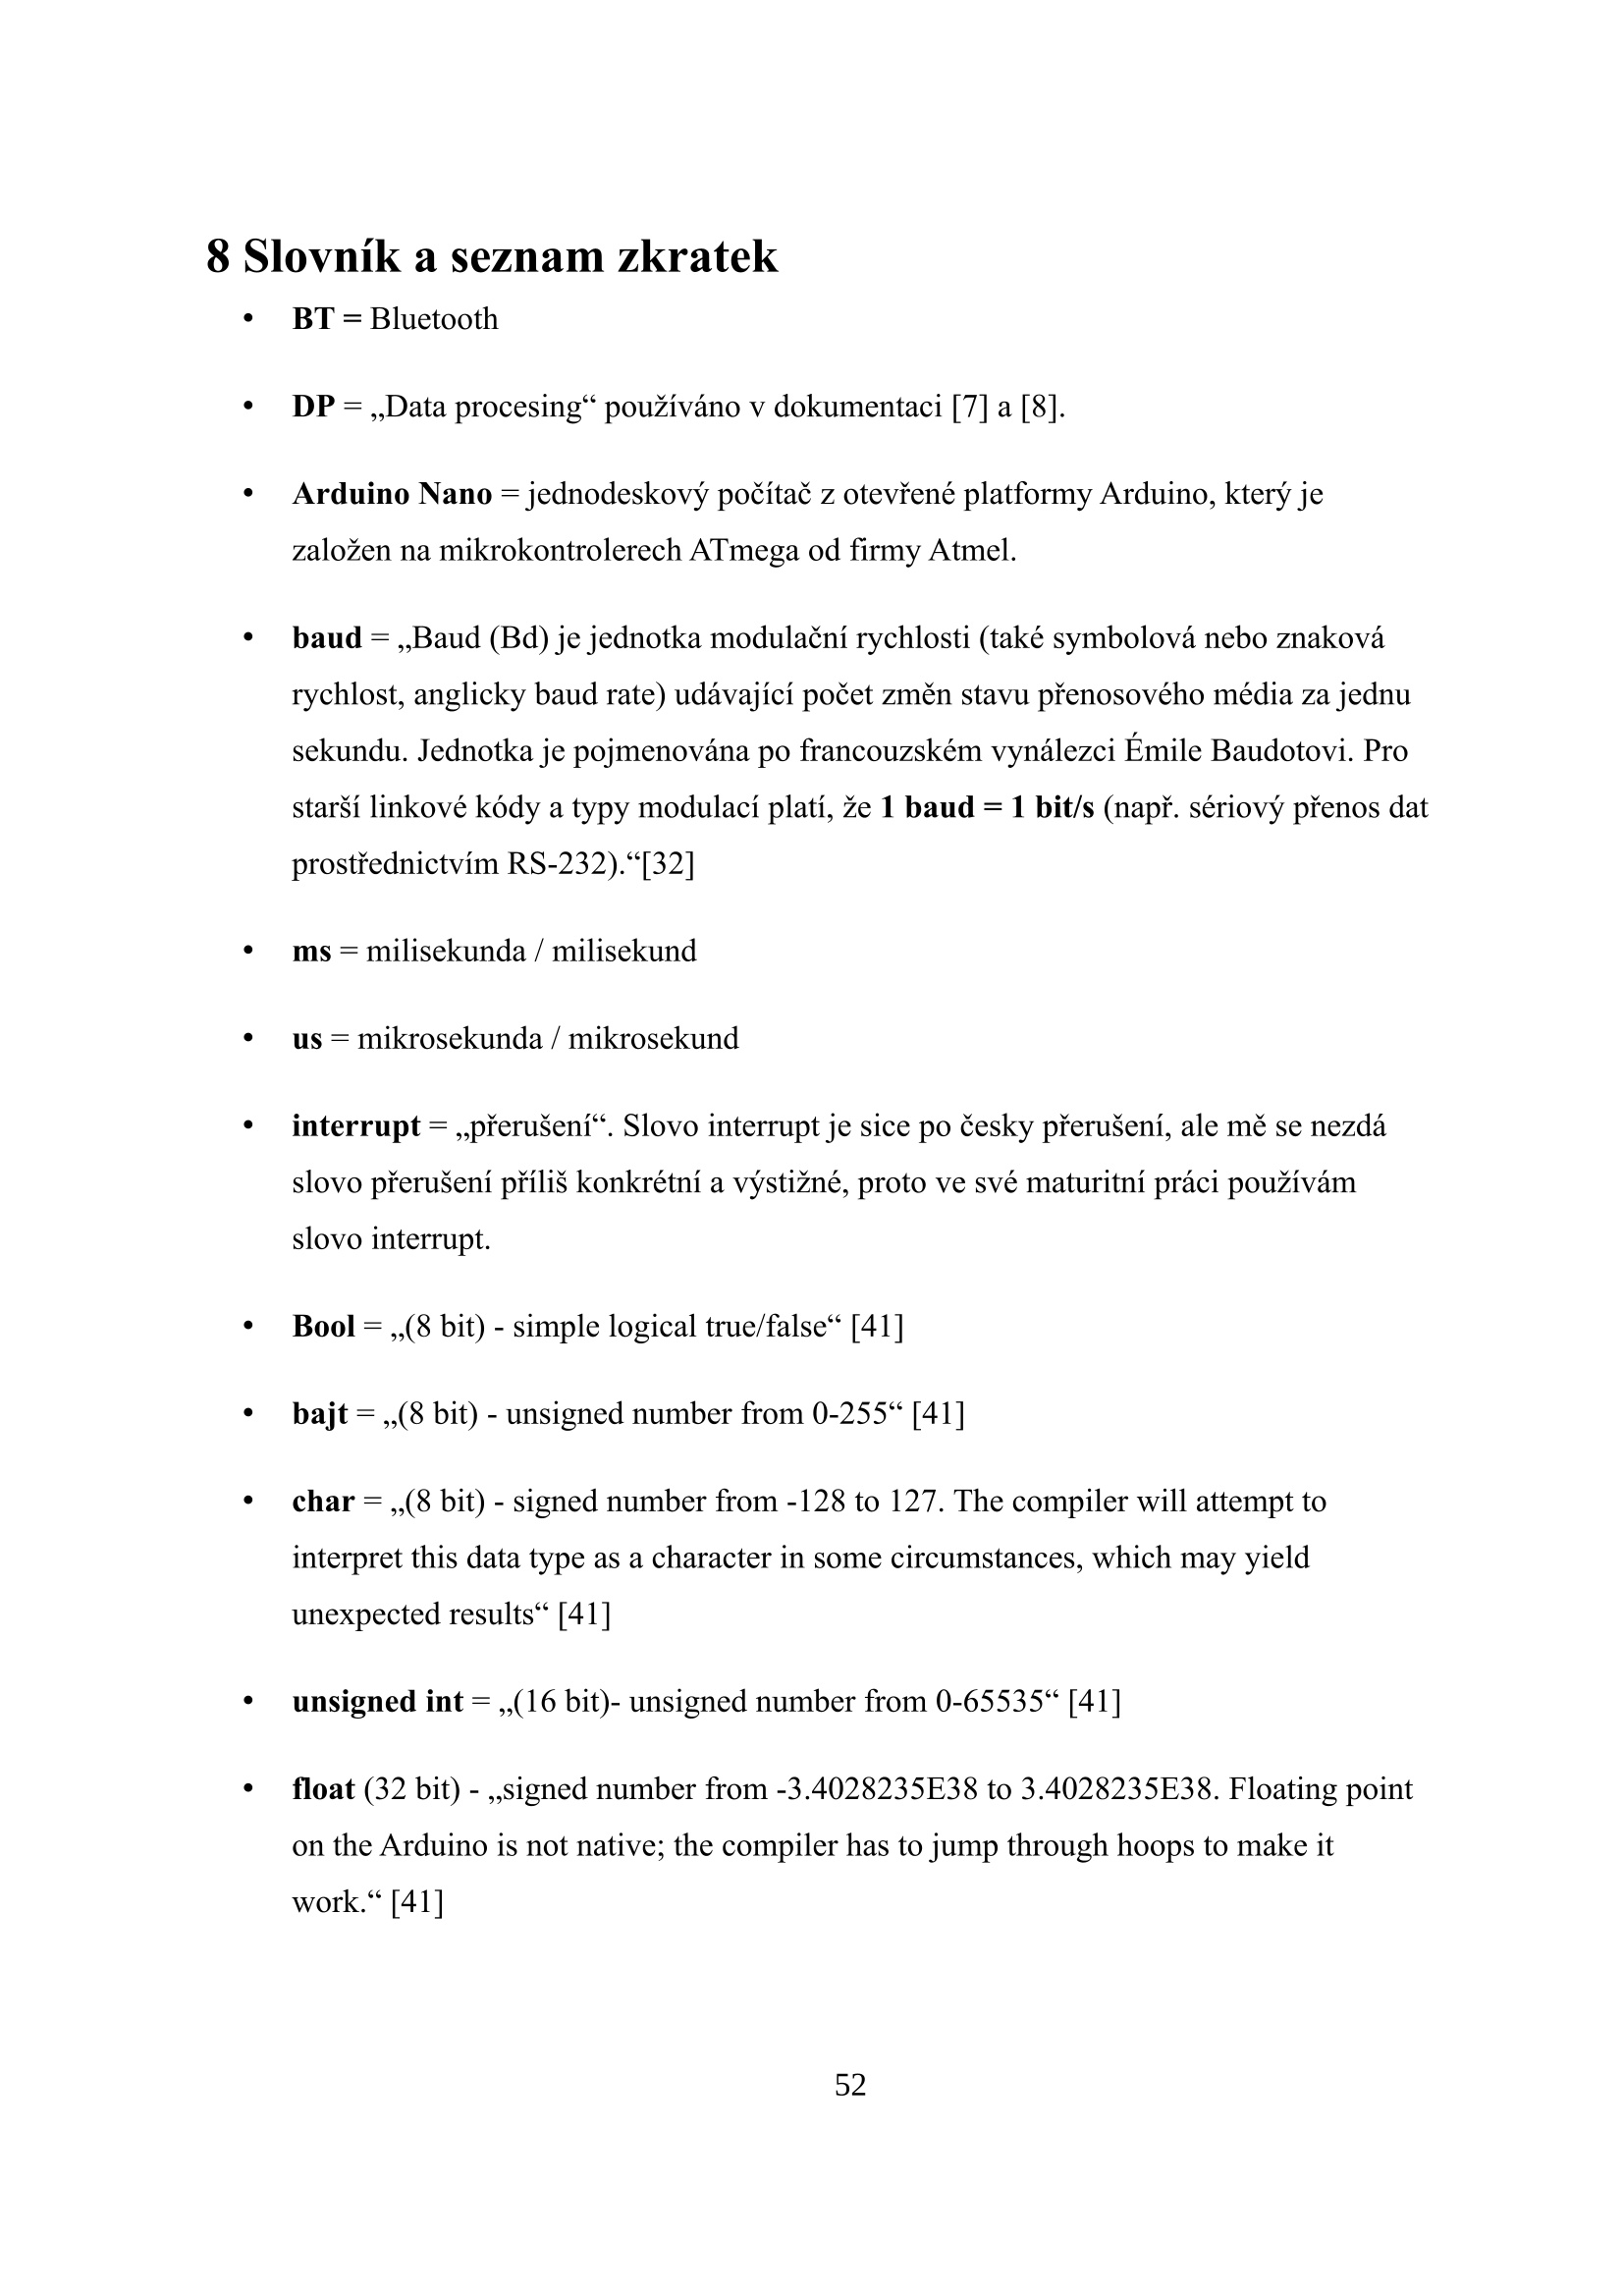 8 Slovník a seznam zkratek
• BT = Bluetooth
• DP = „Data procesing“ používáno v dokumentaci [7] a [8].
• Arduino Nano = jednodeskový počítač z otevřené platformy Arduino, který je
založen na mikrokontrolerech ATmega od firmy Atmel.
• baud = „Baud (Bd) je jednotka modulační rychlosti (také symbolová nebo znaková
rychlost, anglicky baud rate) udávající počet změn stavu přenosového média za jednu
sekundu. Jednotka je pojmenována po francouzském vynálezci Émile Baudotovi. Pro
starší linkové kódy a typy modulací platí, že 1 baud = 1 bit/s (např. sériový přenos dat
prostřednictvím RS-232).“[32]
• ms = milisekunda / milisekund
• us = mikrosekunda / mikrosekund
• interrupt = „přerušení“. Slovo interrupt je sice po česky přerušení, ale mě se nezdá
slovo přerušení příliš konkrétní a výstižné, proto ve své maturitní práci používám
slovo interrupt.
• Bool = „(8 bit) - simple logical true/false“ [41]
• bajt = „(8 bit) - unsigned number from 0-255“ [41]
• char = „(8 bit) - signed number from -128 to 127. The compiler will attempt to
interpret this data type as a character in some circumstances, which may yield
unexpected results“ [41]
• unsigned int = „(16 bit)- unsigned number from 0-65535“ [41]
• float (32 bit) - „signed number from -3.4028235E38 to 3.4028235E38. Floating point
on the Arduino is not native; the compiler has to jump through hoops to make it
work.“ [41]
52